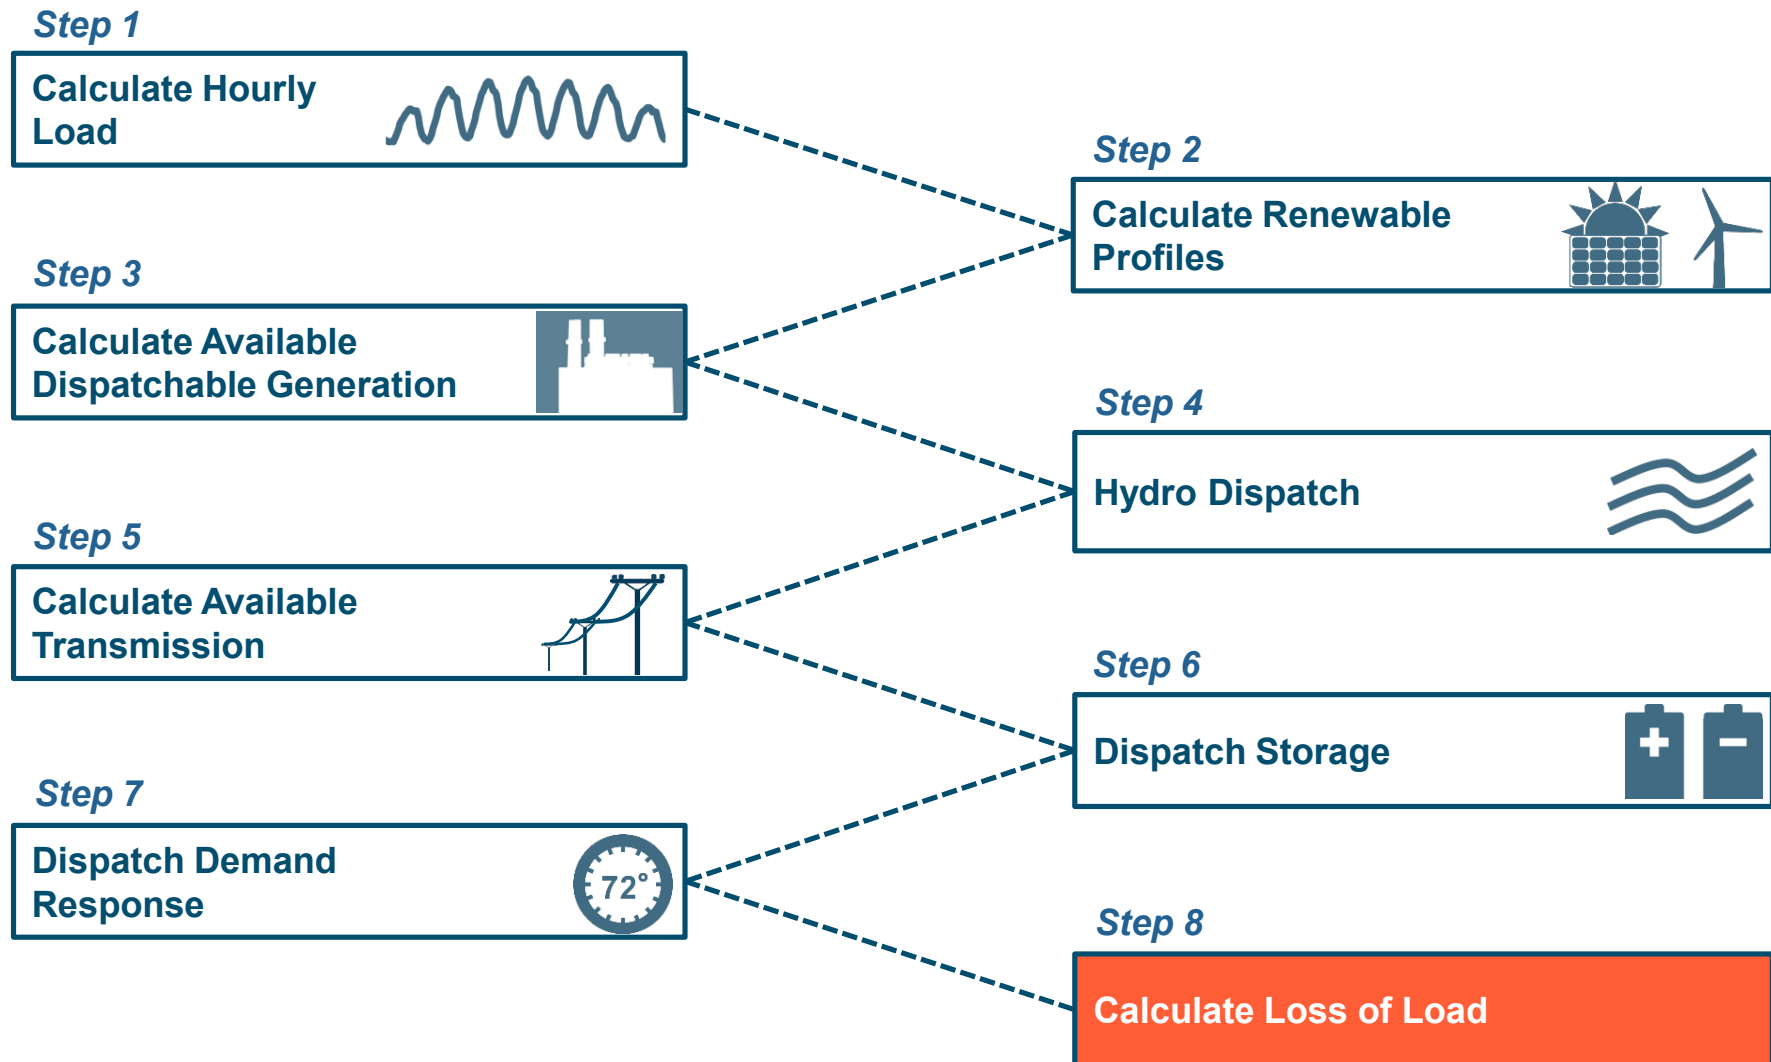 Step 1
Calculate Hourly
Load
Step 2
Calculate Renewable
Profiles
Step 3
Calculate Available
Dispatchable Generation
Step 4
Hydro Dispatch
Step 5
Calculate Available
Transmission
Step 6
Dispatch Storage
Step 7
Dispatch Demand
Response
72°
Step 8
Calculate Loss of Load